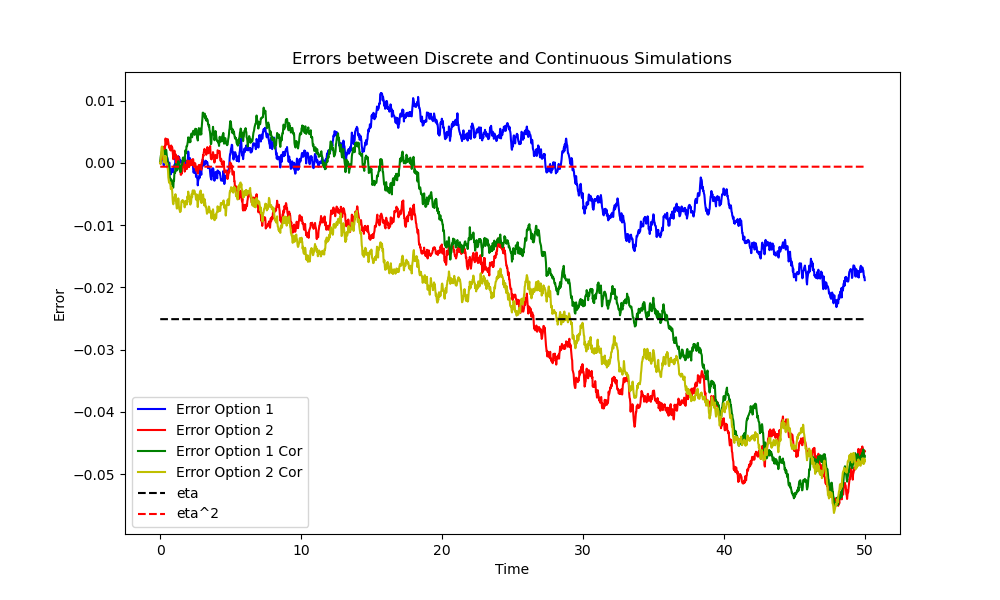 Errors between Discrete and Continuous Simulations
Error
0.01
0.00
−0.01
−0.02
−0.03
−0.04
−0.05
Error Option 1
Error Option 2
Error Option 1 Cor
Error Option 2 Cor
eta
eta^2
0 10 20 30 40 50
Time